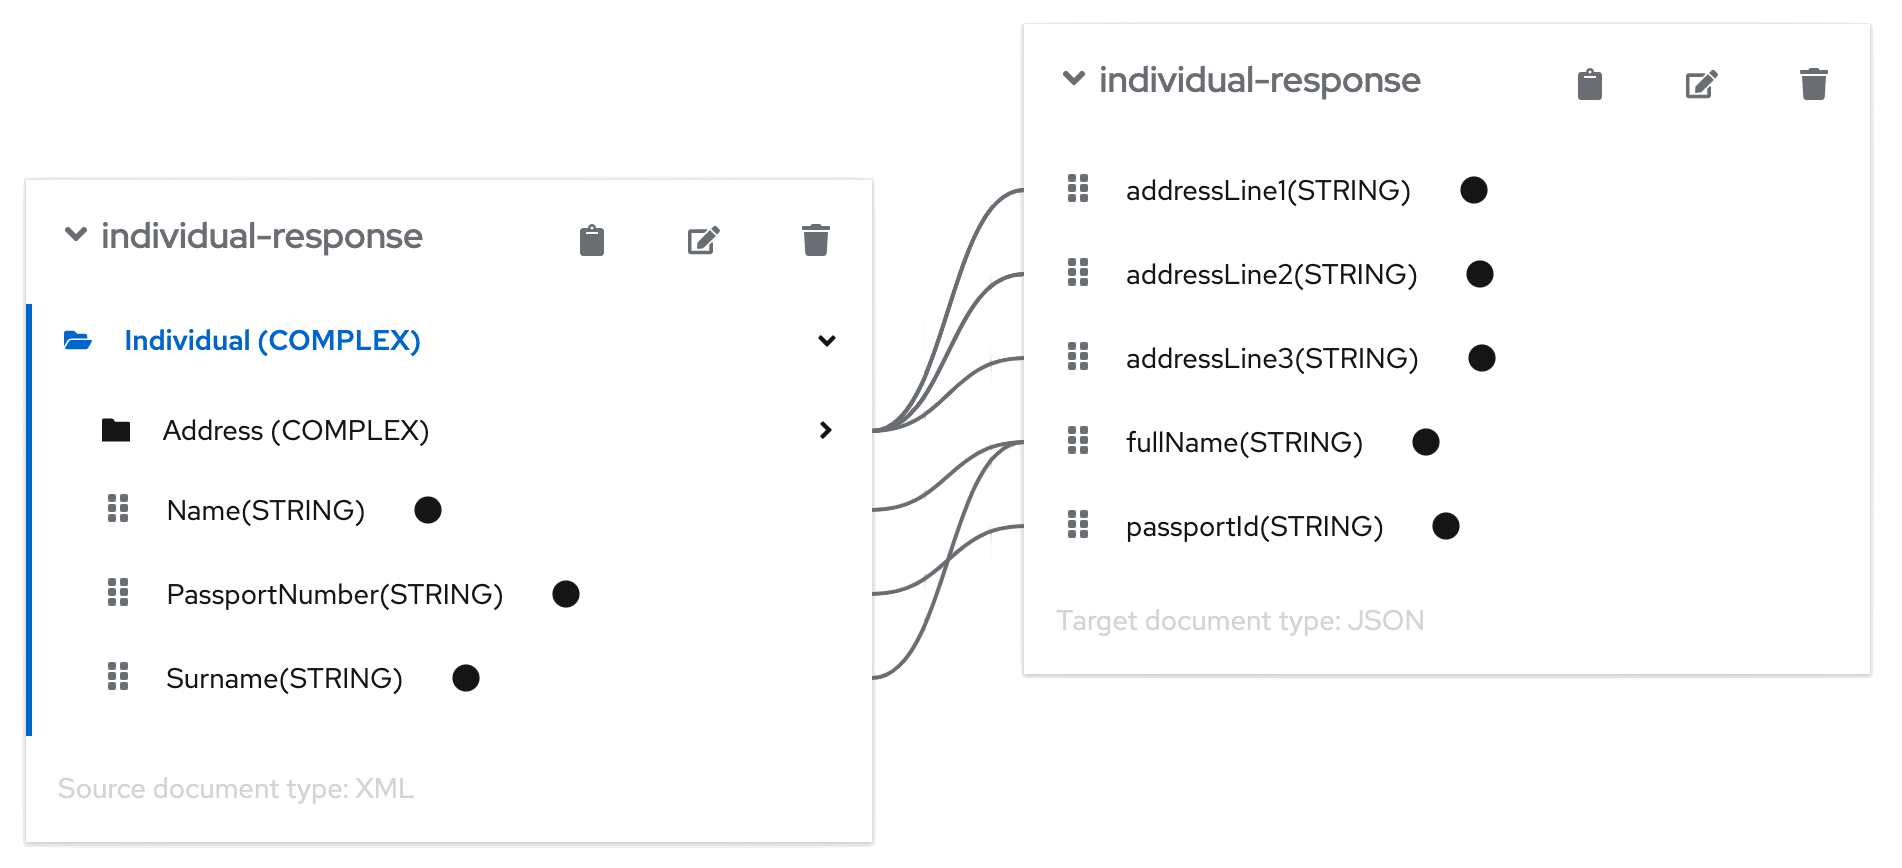 individual-response
Individual (COMPLEX)
Address (COMPLEX)
Name(STRING)
PassportNumber(STRING)
Surname(STRING)
Source document type: XML
individual-response
addressLine1(STRING)
addressLine2(STRING)
addressLine3(STRING)
fullName(STRING)
passportId(STRING)
Target document type: JSON